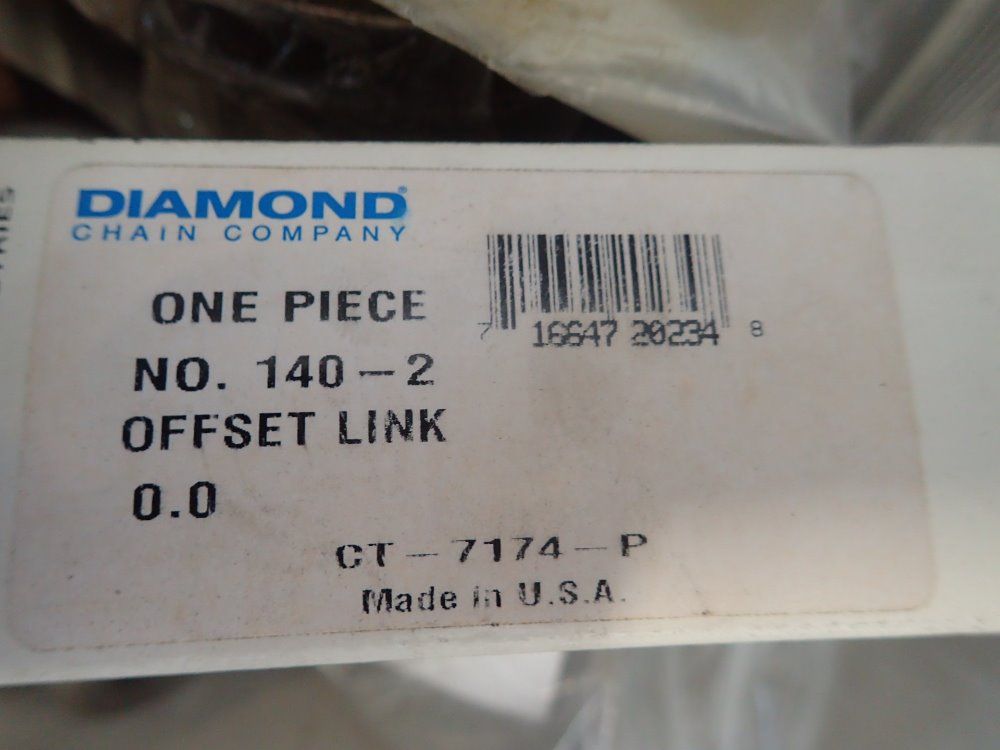 DIAMOND®
CHAIN COMPANY
ONE PIECE
NO. 140-2
OFFSET LINK
0.0
7 16647 20234 8
CT-7174-P
Made in U.S.A.